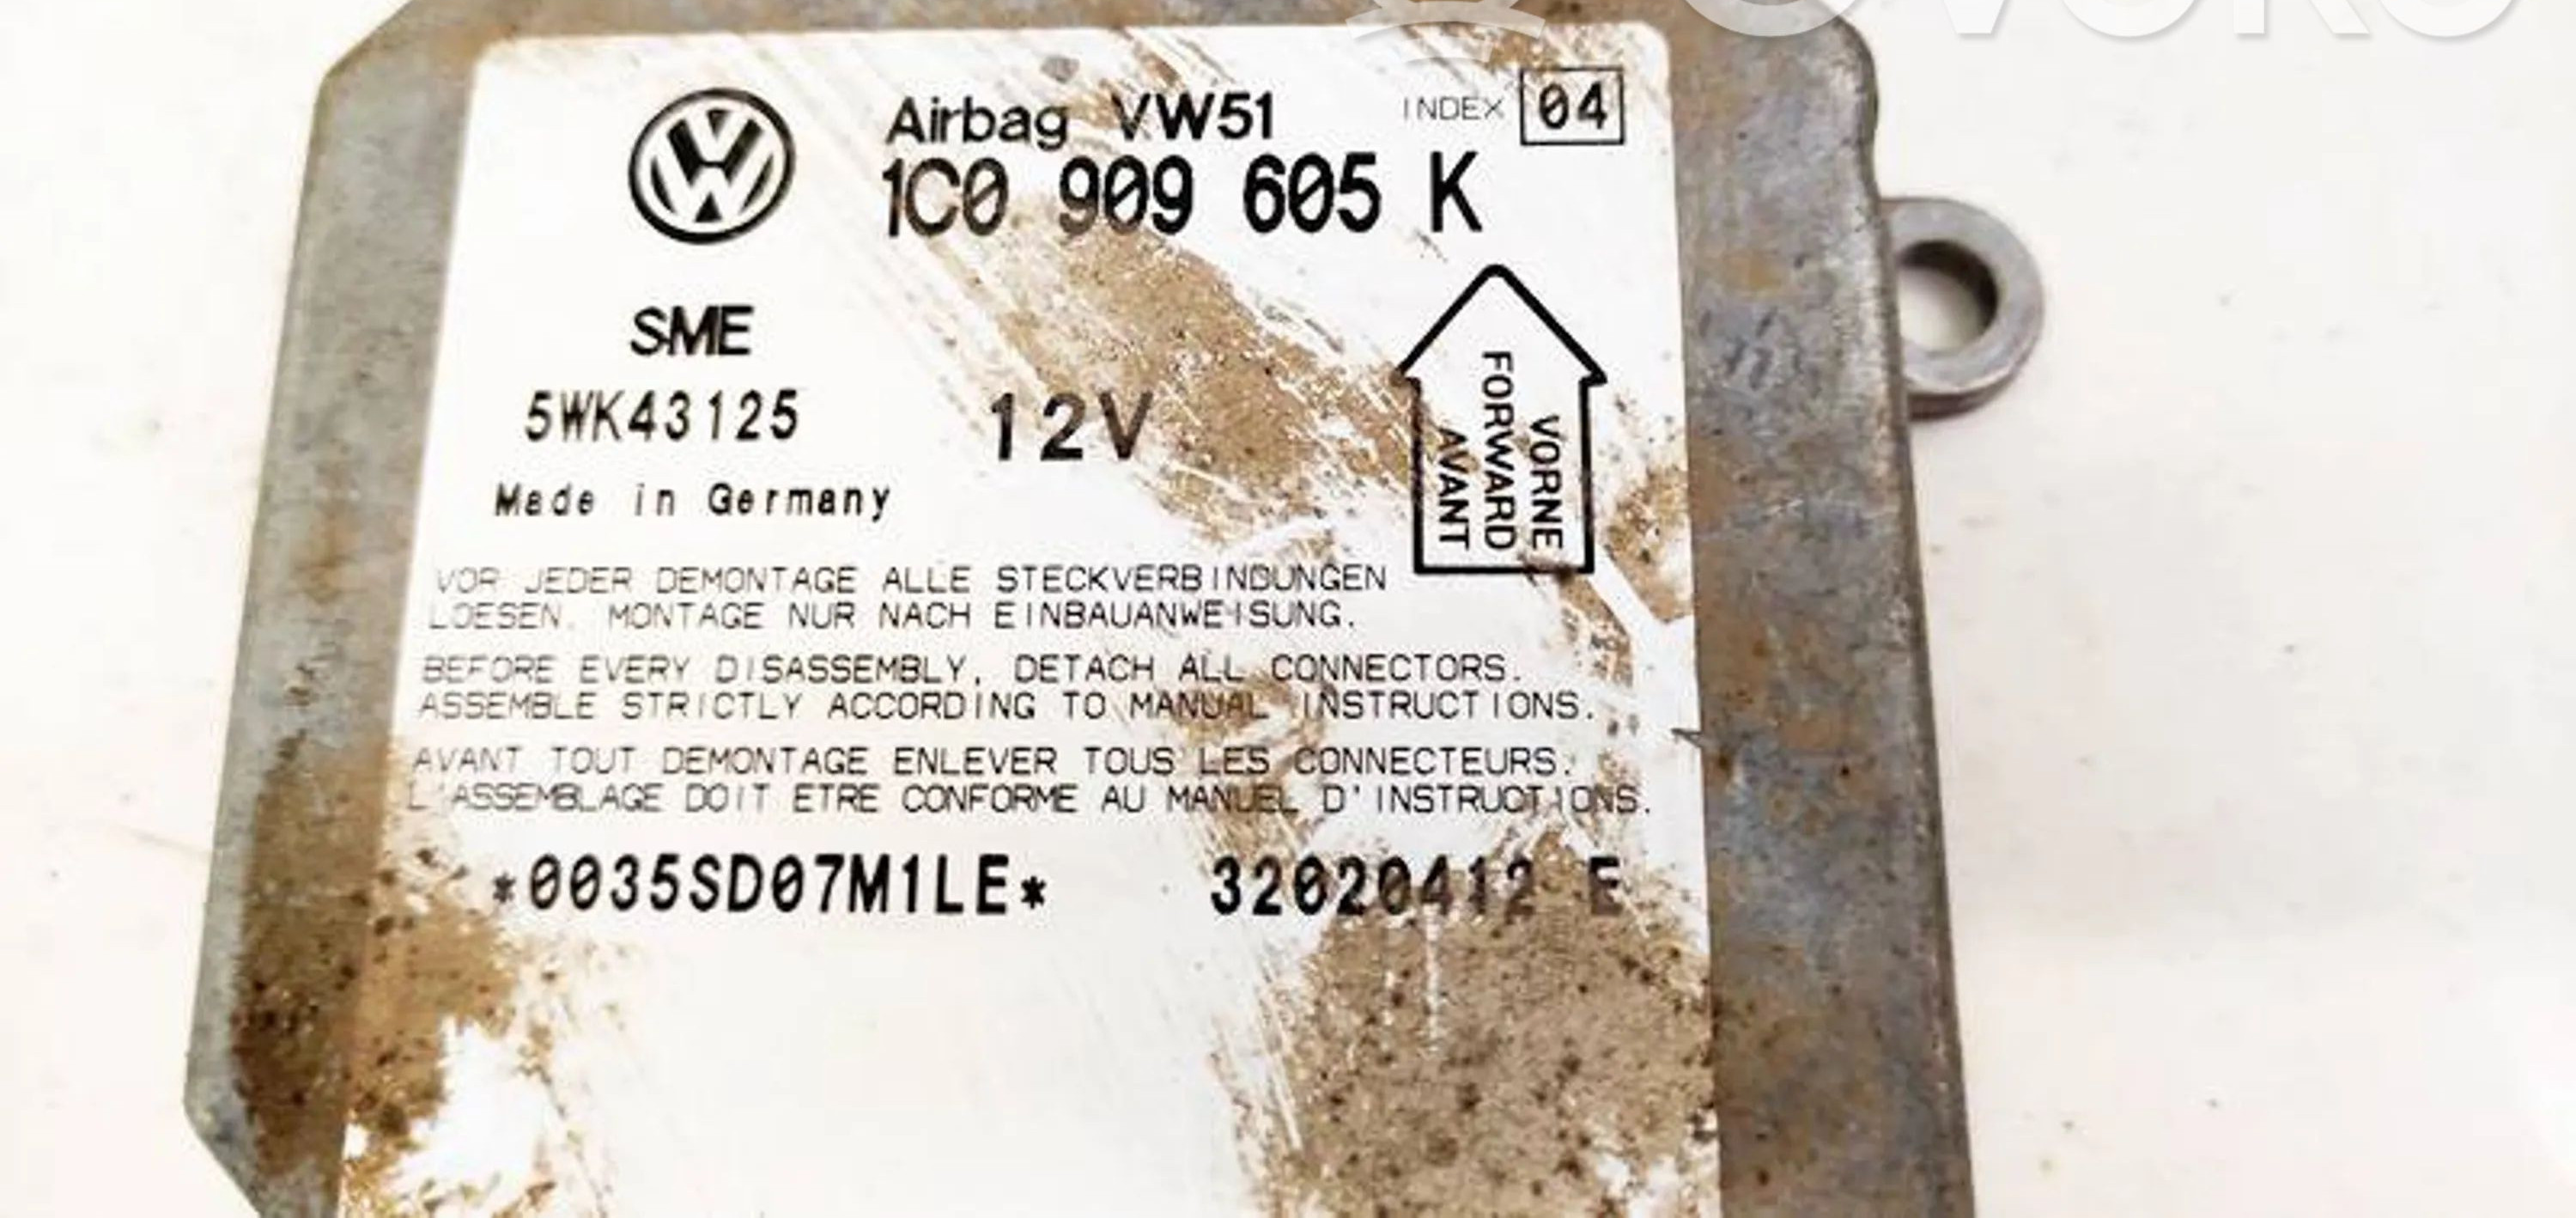 Airbag VW51 INDEX 04
1C0 909 605 K
SME
5WK43125 12V
Made in Germany
VORNE
FORWARD
AVANT
VOR JEDER DEMONTAGE ALLE STECKVERBINDUNGEN
LOESEN. MONTAGE NUR NACH EINBAUANWEISUNG.
BEFORE EVERY DISASSEMBLY, DETACH ALL CONNECTORS.
ASSEMBLE STRICTLY ACCORDING TO MANUAL INSTRUCTIONS.
AVANT TOUT DEMONTAGE ENLEVER TOUS LES CONNECTEURS.
L'ASSEMBLAGE DOIT ETRE CONFORME AU MANUEL D'INSTRUCTIONS.
*0035SD07M1LE* 32020412 E